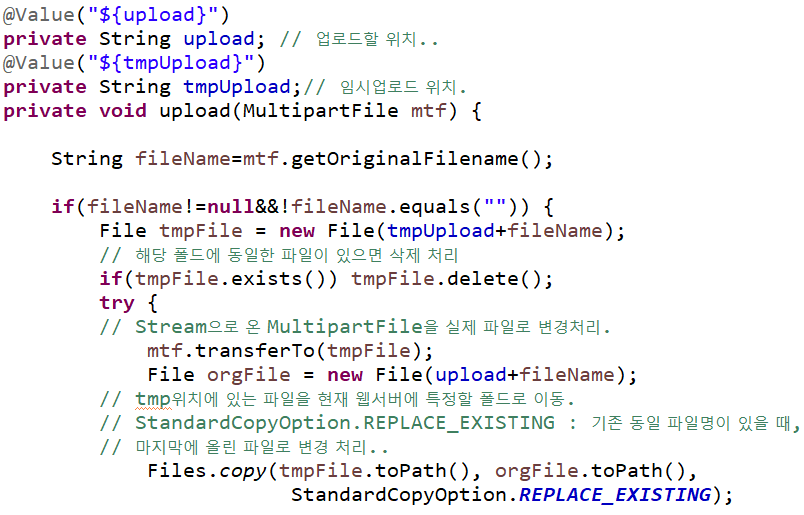 @Value("${upload}")
private String upload; // 업로드할 위치..
@Value("${tmpUpload}")
private String tmpUpload;// 임시업로드 위치.
private void upload(MultipartFile mtf) {
String fileName=mtf.getOriginalFilename();
if(fileName!=null&&!fileName.equals("")) {
File tmpFile = new File(tmpUpload+fileName);
// 해당 폴드에 동일한 파일이 있으면 삭제 처리
if(tmpFile.exists()) tmpFile.delete();
try {
// Stream으로 온 MultipartFile을 실제 파일로 변경처리.
mtf.transferTo(tmpFile);
File orgFile = new File(upload+fileName);
// tmp위치에 있는 파일을 현재 웹서버에 특정할 폴드로 이동.
// StandardCopyOption.REPLACE_EXISTING : 기존 동일 파일명이 있을 때,
// 마지막에 올린 파일로 변경 처리..
Files.copy(tmpFile.toPath(), orgFile.toPath(),
StandardCopyOption.REPLACE_EXISTING);